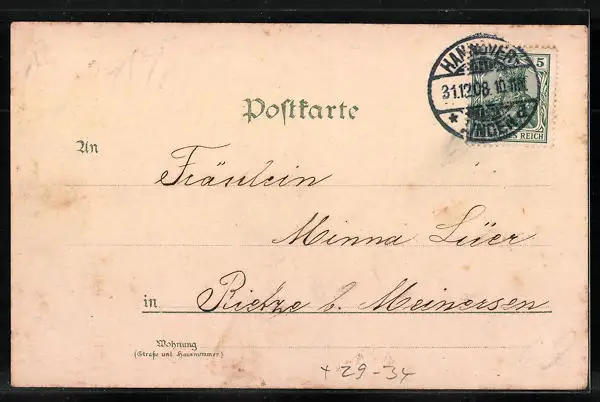 HANNOVER
31.12.08. 10-11N
LINDEN
5
REICH
Postkarte
An
Fräulein
Minna Lüer
in Rietze b. Meinersen
Wohnung
(Straße und Hausnummer.)
+ 29-34